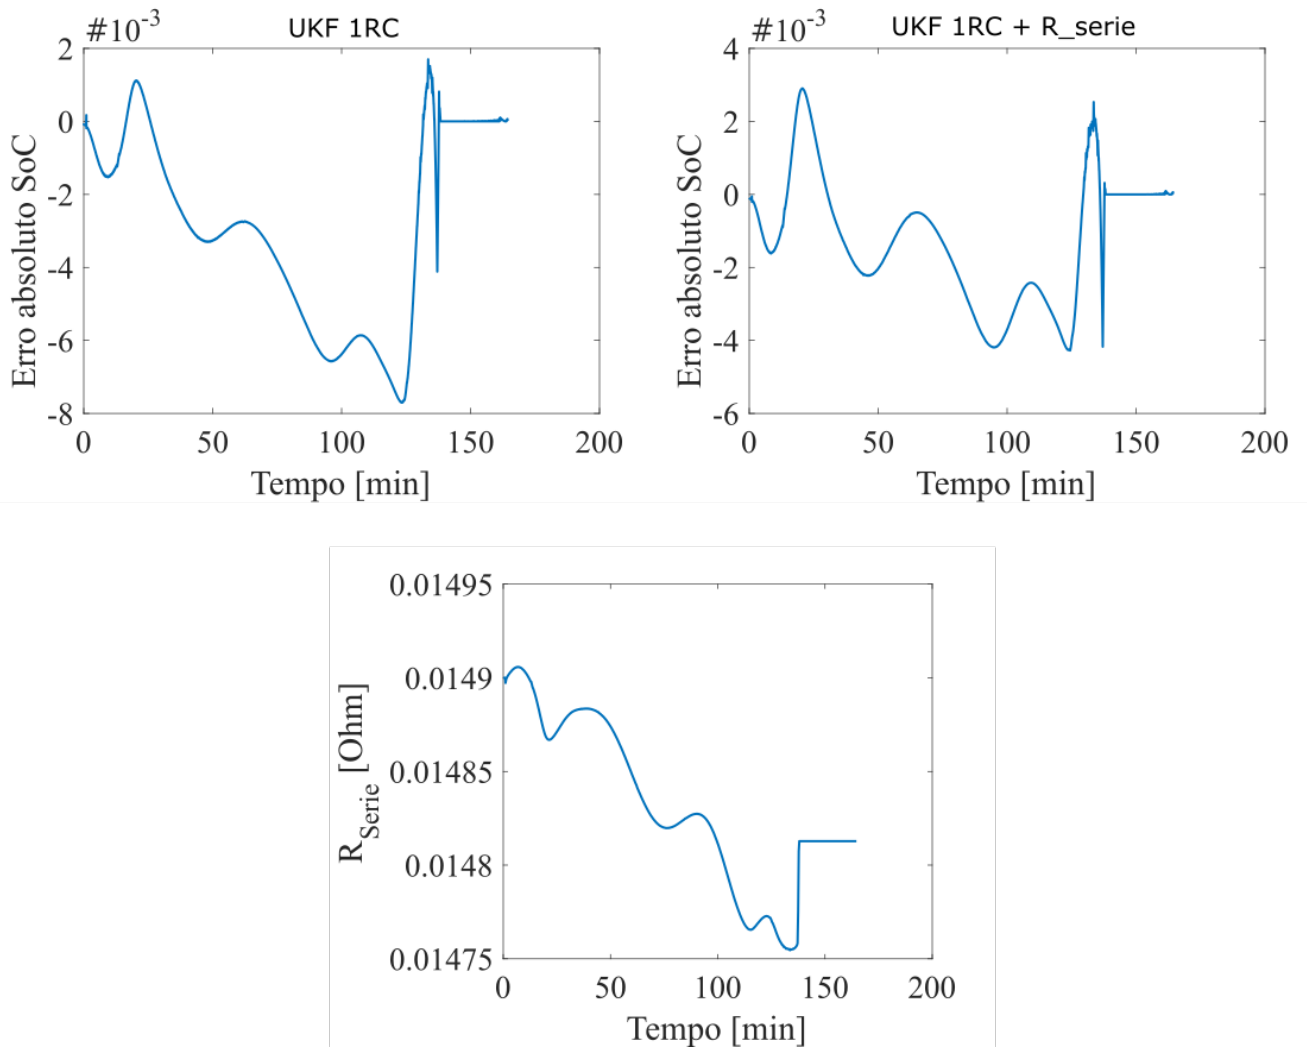 UKF 1RC
#10-3
2
0
-2
-4
-6
-8
0 50 100 150 200
Erro absoluto SoC
Tempo [min]
UKF 1RC + R_serie
#10-3
4
2
0
-2
-4
-6
0 50 100 150 200
Erro absoluto SoC
Tempo [min]
0.01495
0.0149
0.01485
0.0148
0.01475
0 50 100 150 200
RSerie [Ohm]
Tempo [min]